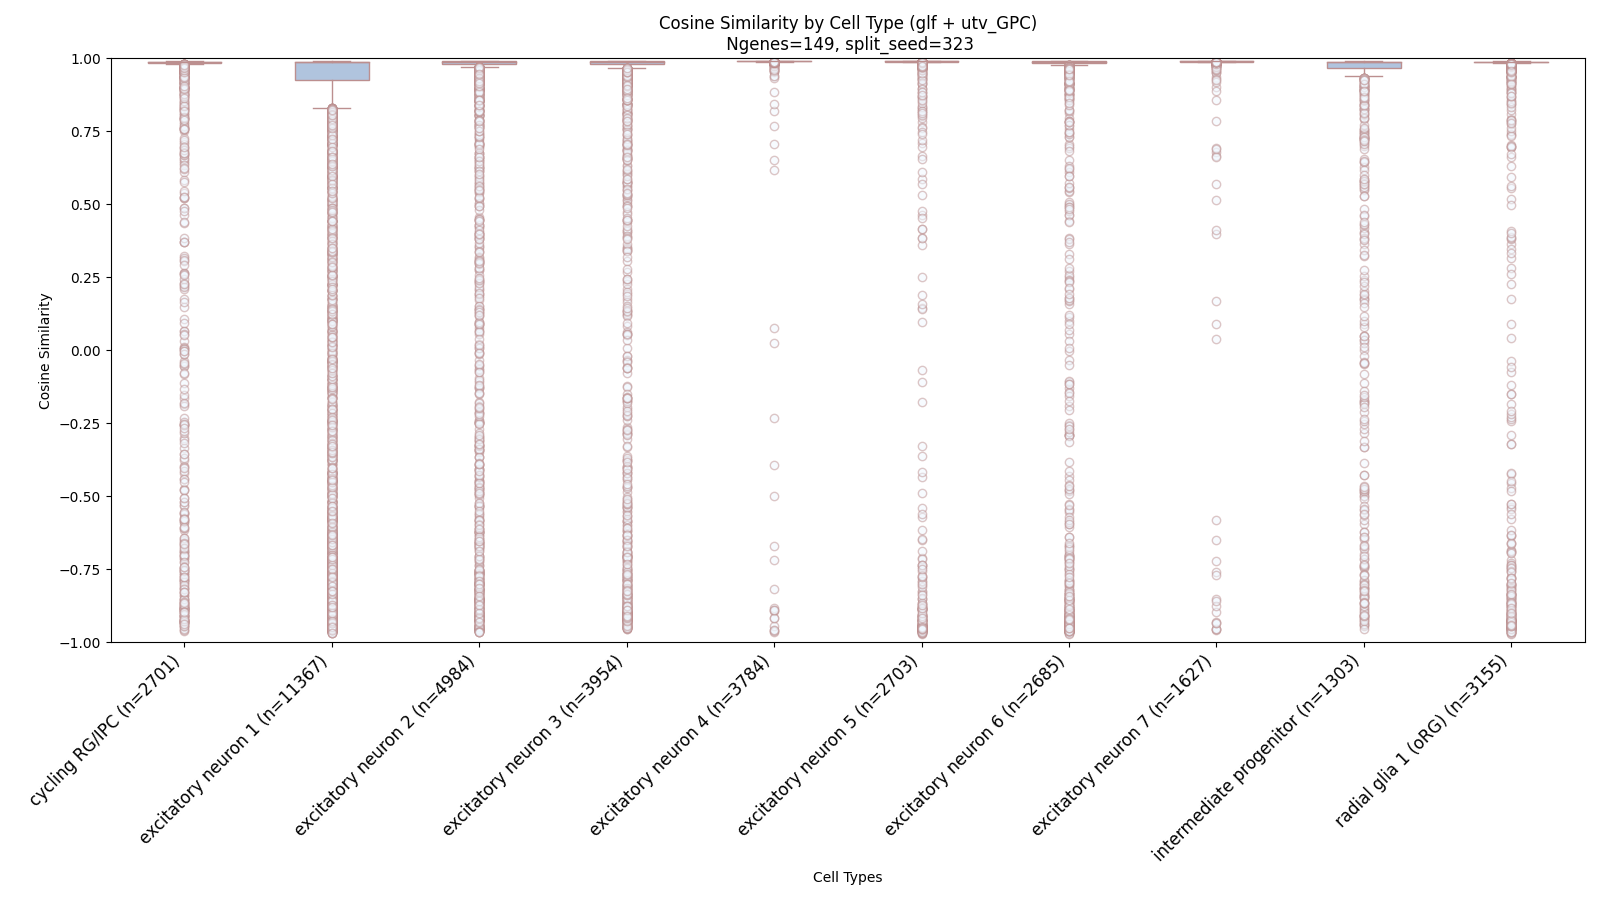 Cosine Similarity by Cell Type (glf + utv_GPC)
Ngenes=149, split_seed=323
1.00
0.75
0.50
0.25
0.00
−0.25
−0.50
−0.75
−1.00
Cosine Similarity
cycling RG/IPC (n=2701)
excitatory neuron 1 (n=11367)
excitatory neuron 2 (n=4984)
excitatory neuron 3 (n=3954)
excitatory neuron 4 (n=3784)
excitatory neuron 5 (n=2703)
excitatory neuron 6 (n=2685)
excitatory neuron 7 (n=1627)
intermediate progenitor (n=1303)
radial glia 1 (oRG) (n=3155)
Cell Types